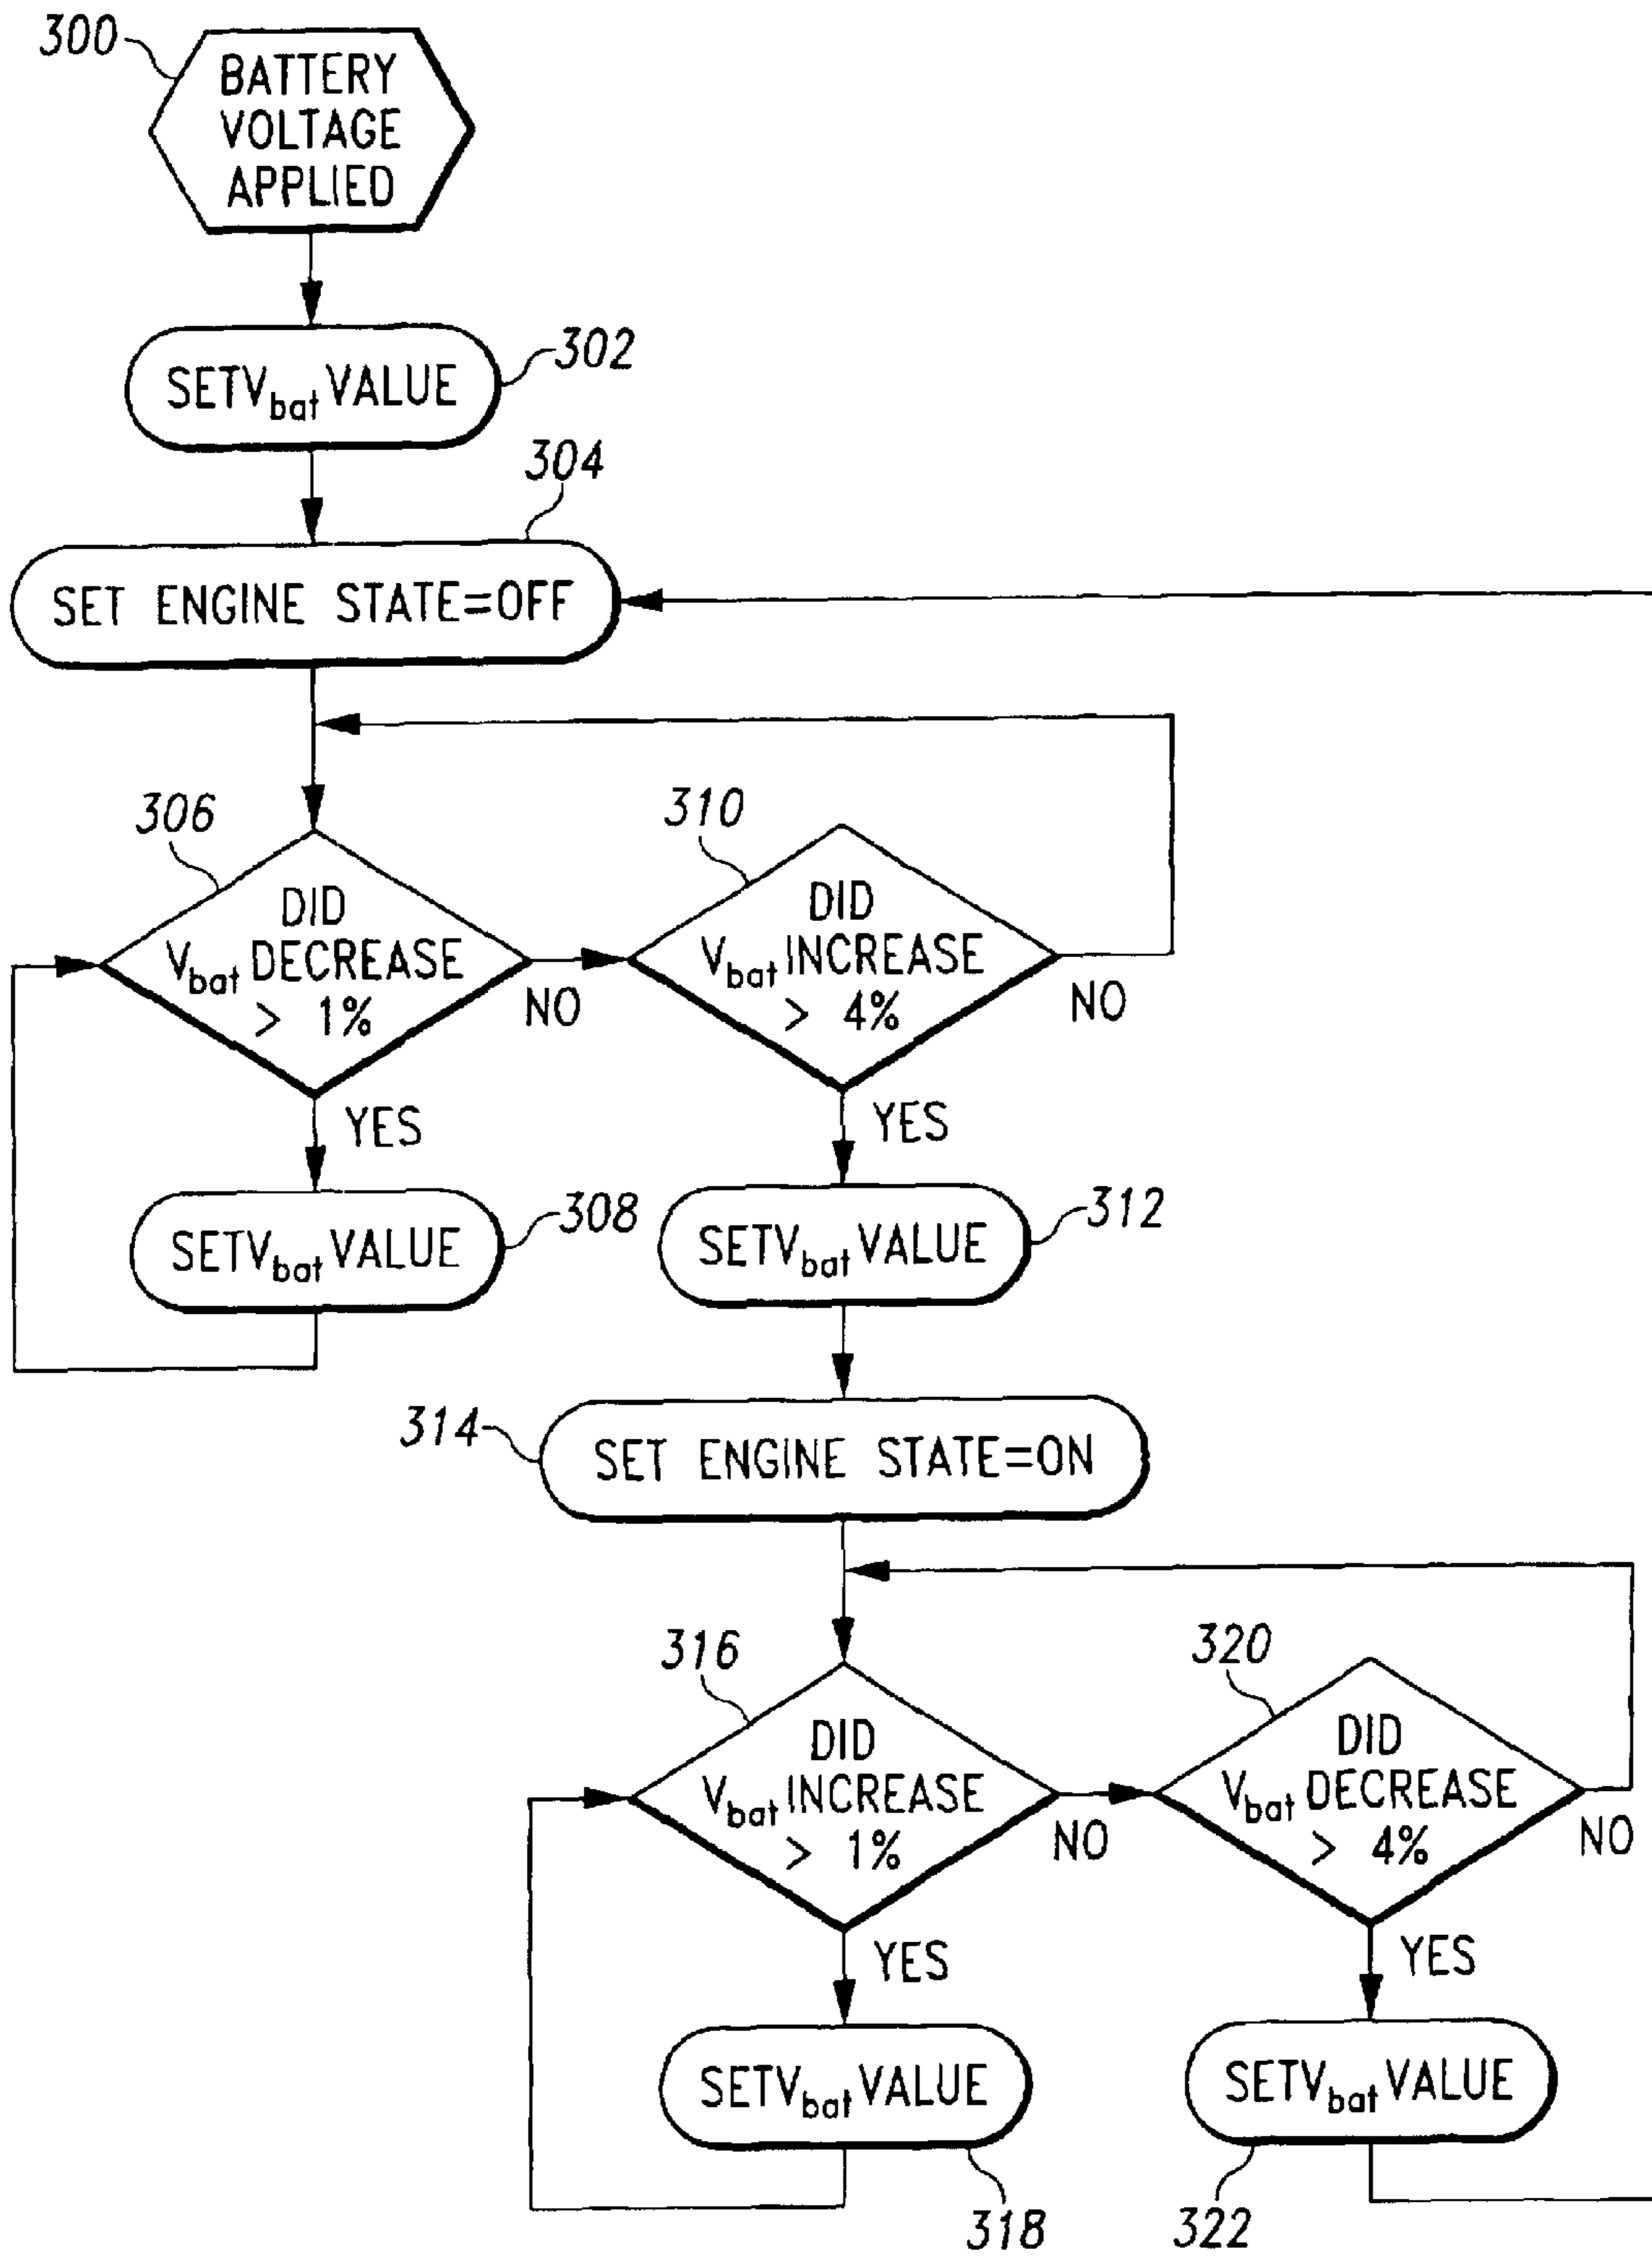 300
BATTERY
VOLTAGE
APPLIED
302
SETVbat VALUE
304
SET ENGINE STATE=OFF
306
DID
Vbat DECREASE
> 1%
NO
YES
310
DID
Vbat INCREASE
> 4%
NO
YES
SETVbat VALUE
308
SETVbat VALUE
312
314
SET ENGINE STATE=ON
316
DID
Vbat INCREASE
> 1%
NO
YES
320
DID
Vbat DECREASE
> 4%
NO
YES
SETVbat VALUE
318
SETVbat VALUE
322